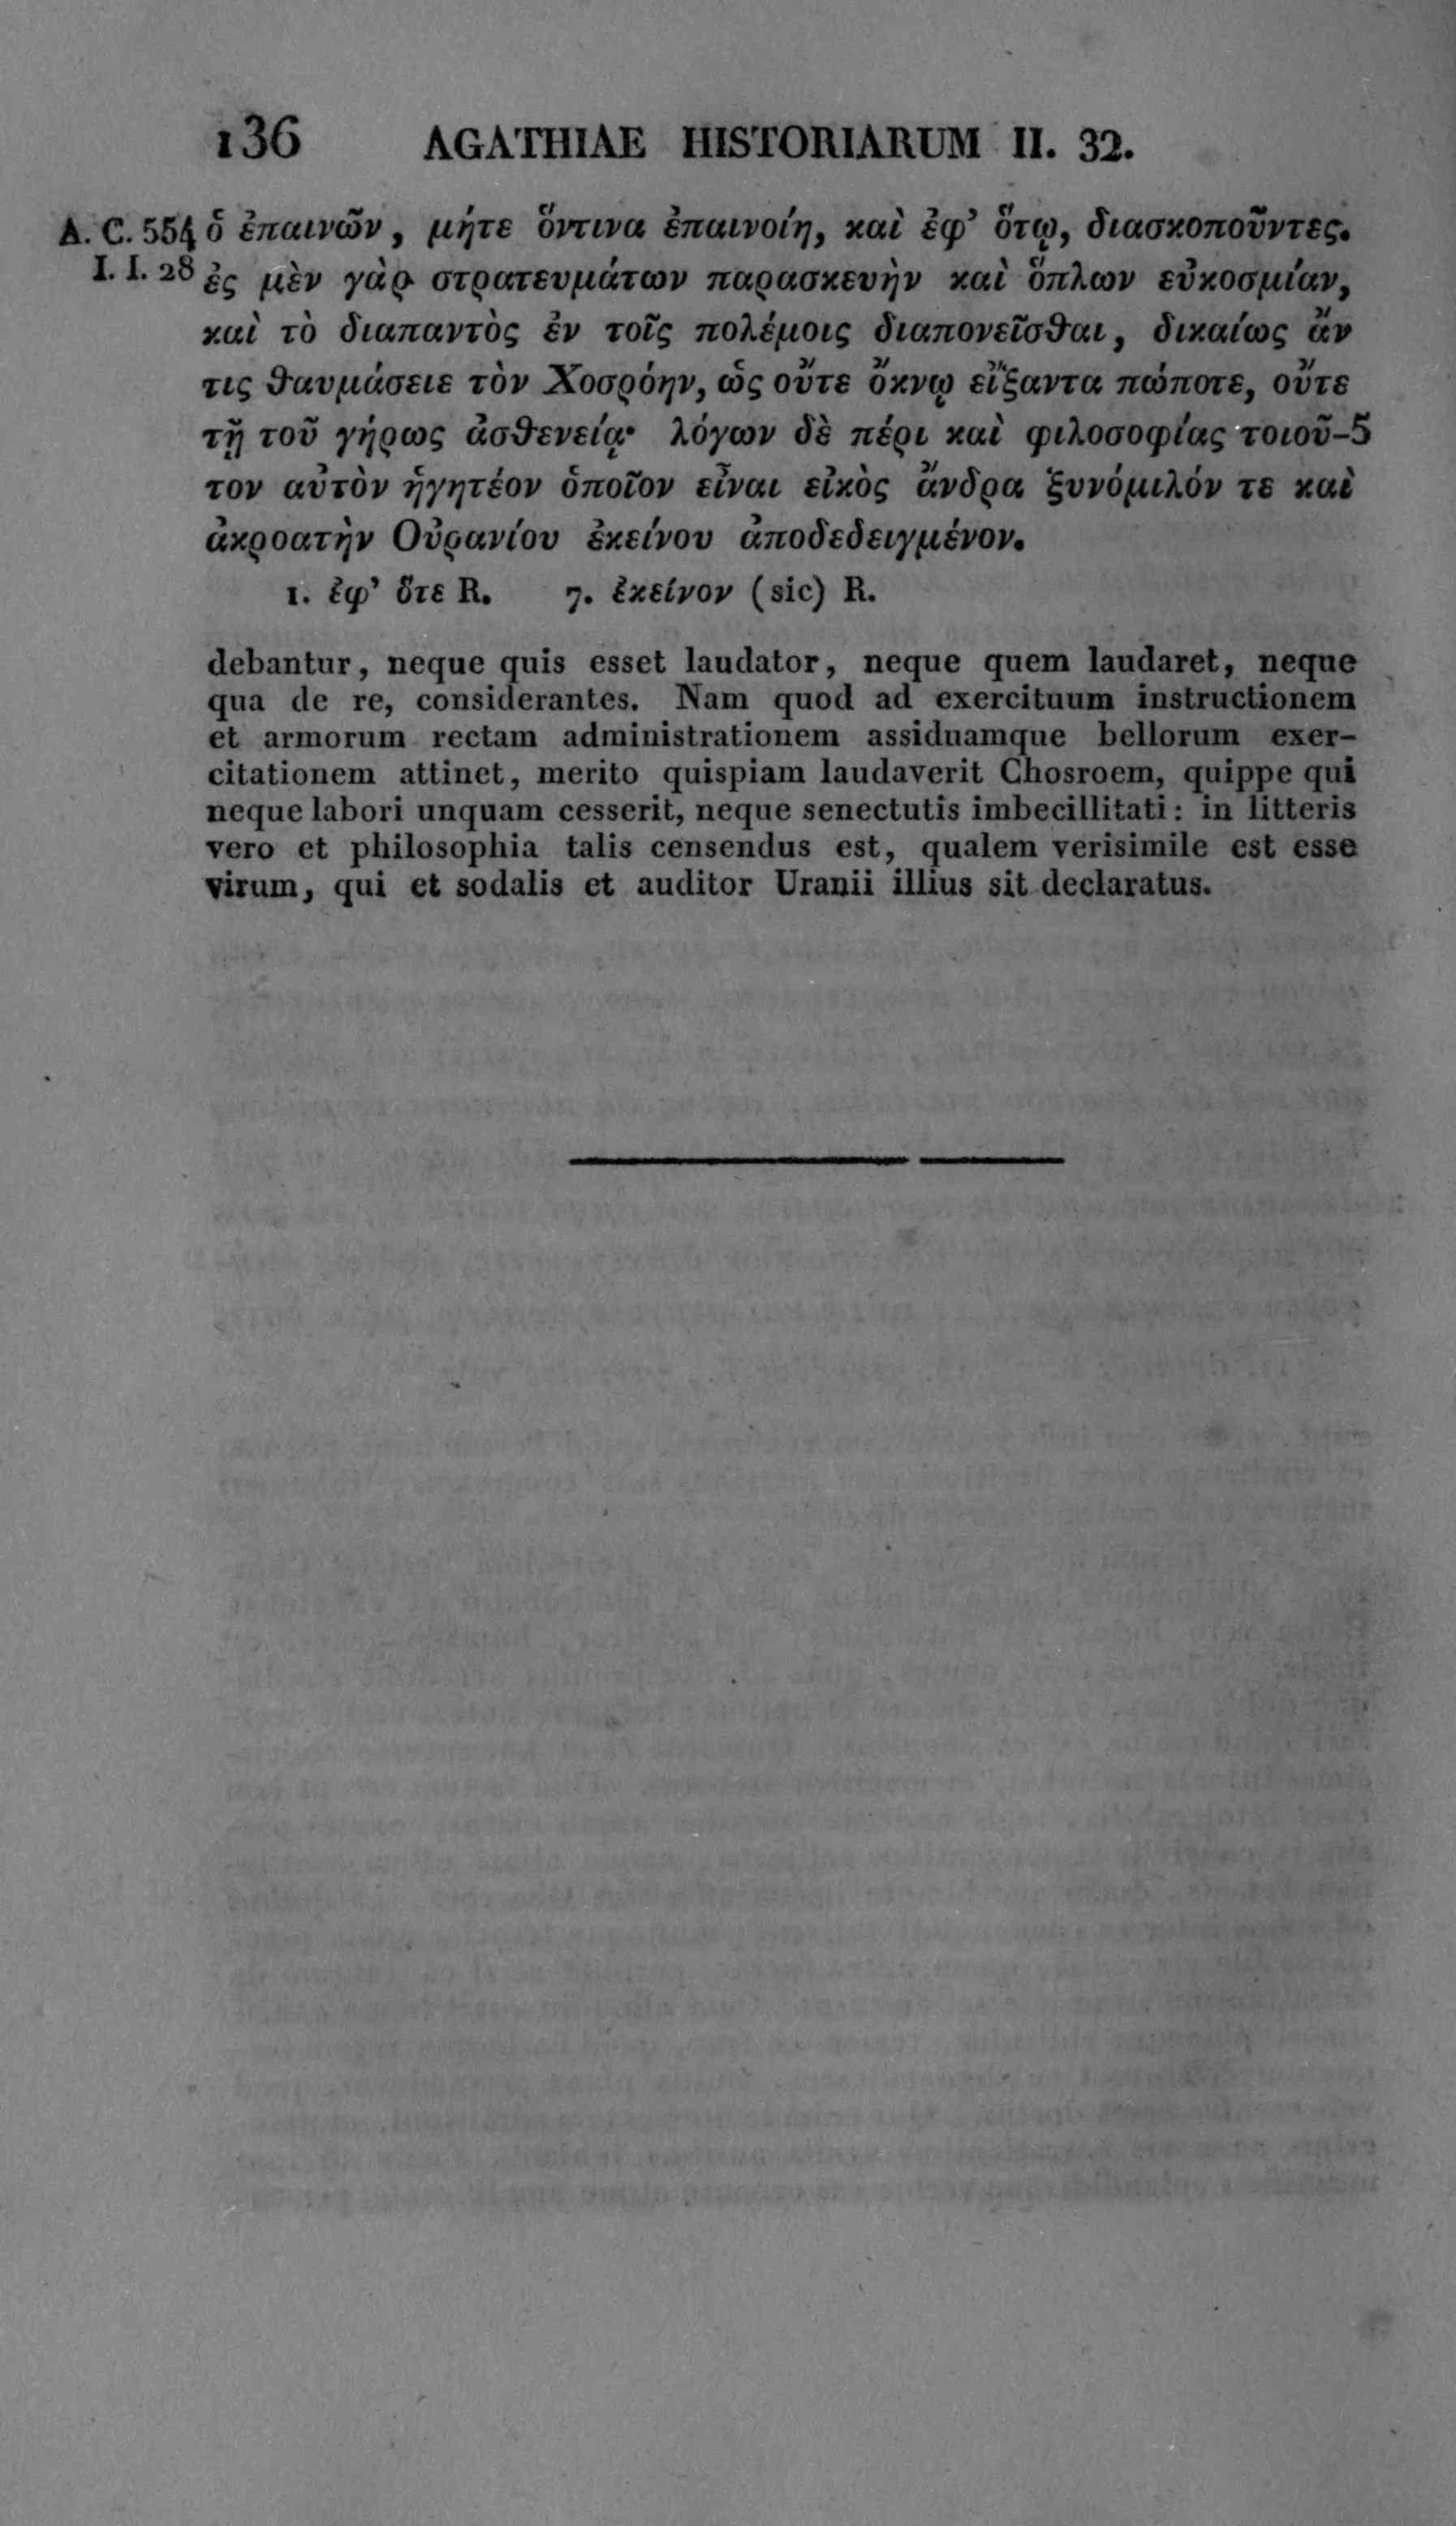 136 AGATHIAE HISTORIARUM II. 32.
A. C. 554 ὁ ἐπαινῶν, μήτε ὅντινα ἐπαινοίη, καὶ ἐφ’ ὅτῳ, διασκοποῦντες.
I. I. 28 ἐς μὲν γὰρ στρατευμάτων παρασκευὴν καὶ ὅπλων εὐκοσμίαν,
καὶ τὸ διαπαντὸς ἐν τοῖς πολέμοις διαπονεῖσθαι, δικαίως ἄν
τις θαυμάσειε τὸν Χοσρόην, ὡς οὔτε ὄκνῳ εἴξαντα πώποτε, οὔτε
τῇ τοῦ γήρως ἀσθενείᾳ· λόγων δὲ πέρι καὶ φιλοσοφίας τοιοῦ-5
τον αὐτὸν ἡγητέον ὁποῖον εἶναι εἰκὸς ἄνδρα ξυνόμιλόν τε καὶ
ἀκροατὴν Οὐρανίου ἐκείνου ἀποδεδειγμένον.
1. ἐφ’ ὅτε R. 7. ἐκείνον (sic) R.
debantur, neque quis esset laudator, neque quem laudaret, neque
qua de re, considerantes. Nam quod ad exercituum instructionem
et armorum rectam administrationem assiduamque bellorum exer-
citationem attinet, merito quispiam laudaverit Chosroem, quippe qui
neque labori unquam cesserit, neque senectutis imbecillitati: in litteris
vero et philosophia talis censendus est, qualem verisimile est esse
virum, qui et sodalis et auditor Uranii illius sit declaratus.